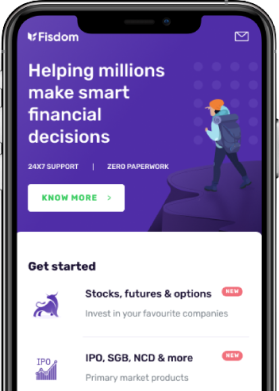 Fisdom
Helping millions
make smart
financial
decisions
24X7 SUPPORT | ZERO PAPERWORK
KNOW MORE >
Get started
Stocks, futures & options NEW
Invest in your favourite companies
IPO IPO, SGB, NCD & more NEW
Primary market products